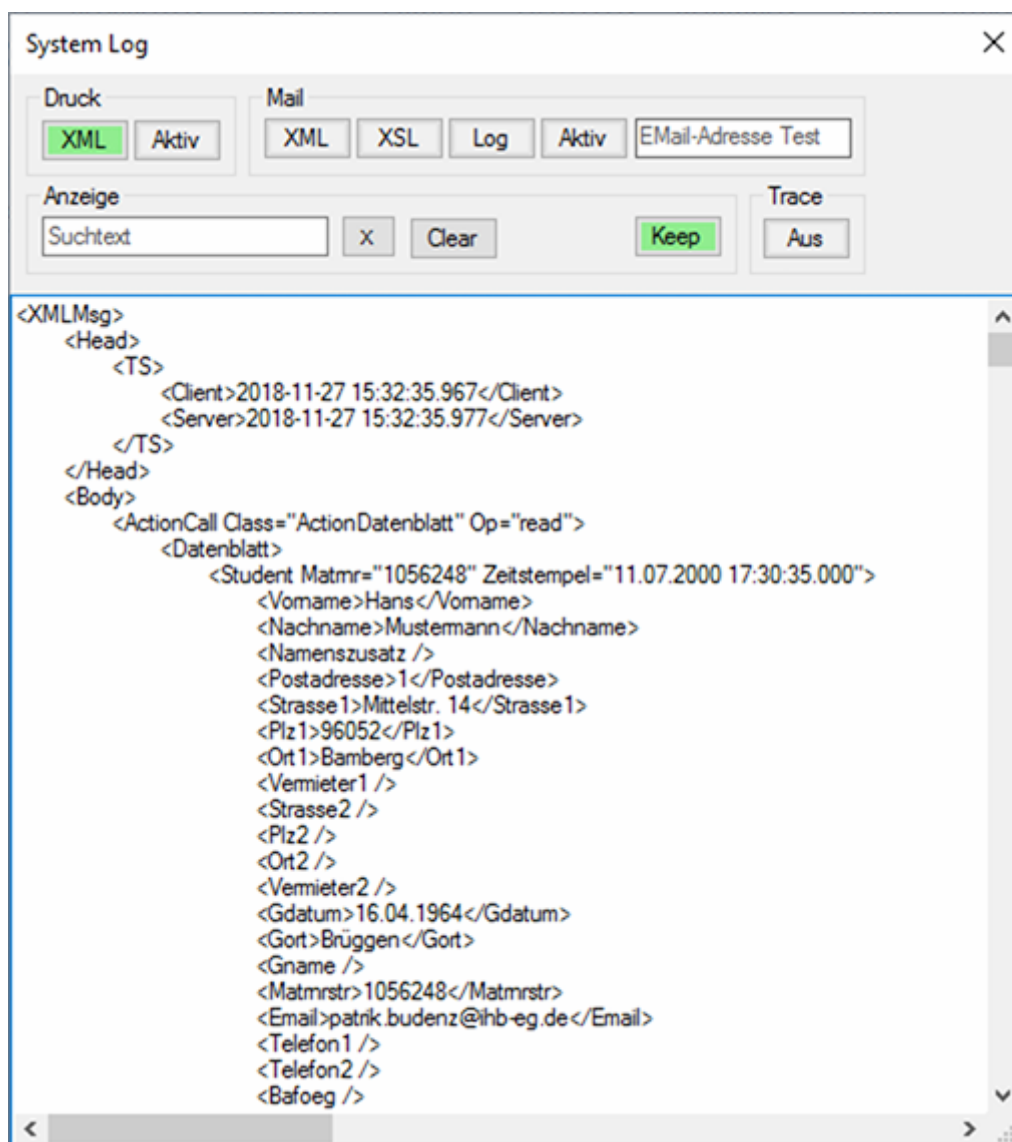 System Log
Druck
Mail
XML Aktiv XML XSL Log Aktiv EMail-Adresse Test
Anzeige
Trace
Suchtext x Clear Keep Aus
<XMLMsg>
<Head>
<TS>
<Client>2018-11-27 15:32:35.967</Client>
<Server>2018-11-27 15:32:35.977</Server>
</TS>
</Head>
<Body>
<ActionCall Class="ActionDatenblatt" Op="read">
<Datenblatt>
<Student Matrnr="1056248" Zeitstempel="11.07.2000 17:30:35.000">
<Vorname>Hans</Vorname>
<Nachname>Mustermann</Nachname>
<Namenszusatz />
<Postadresse>1</Postadresse>
<Strasse1>Mittelstr. 14</Strasse1>
<Plz1>96052</Plz1>
<Ort1>Bamberg</Ort1>
<Vermieter1 />
<Strasse2 />
<Plz2 />
<Ort2 />
<Vermieter2 />
<Gdatum>16.04.1964</Gdatum>
<Gort>Brüggen</Gort>
<Gname />
<Matrnrstr>1056248</Matrnrstr>
<Email>patrik.budenz@ihb-eg.de</Email>
<Telefon1 />
<Telefon2 />
<Bafoeg />